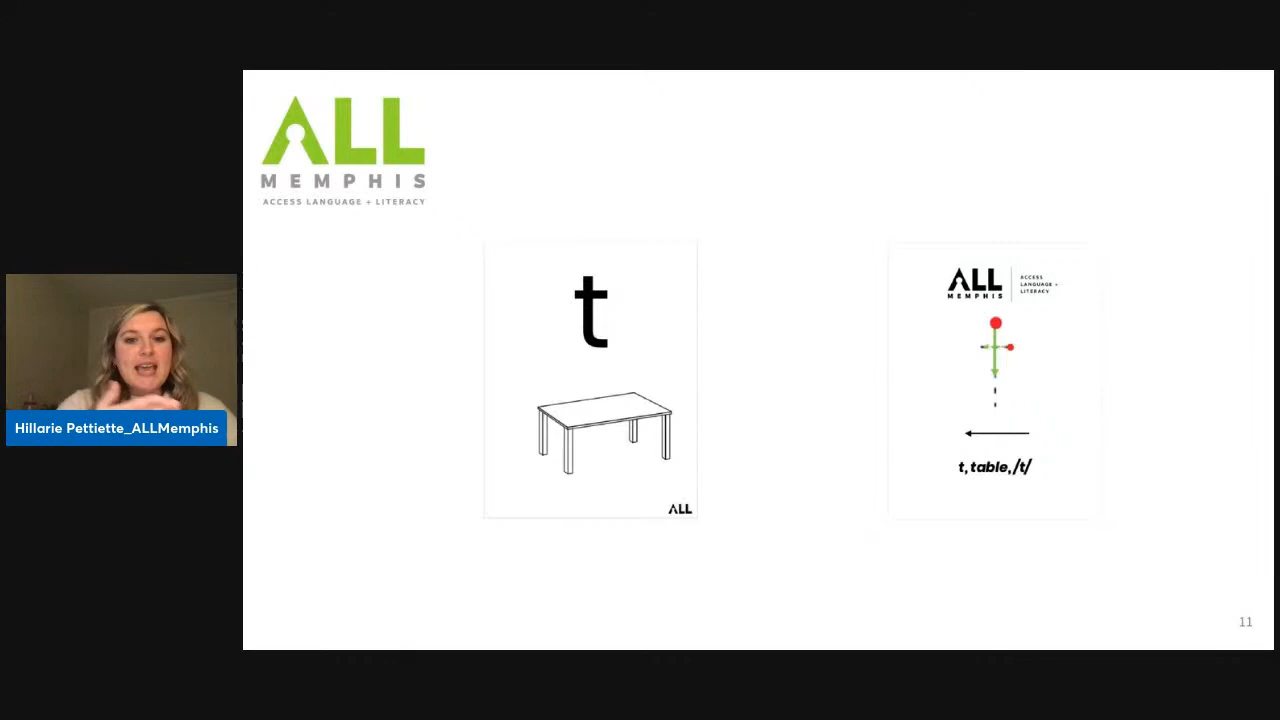 ALL
MEMPHIS
ACCESS LANGUAGE + LITERACY
t
ALL
ALL
MEMPHIS
ACCESS
LANGUAGE +
LITERACY
t, table, /t/
Hillarie Pettiette_ALLMemphis
11